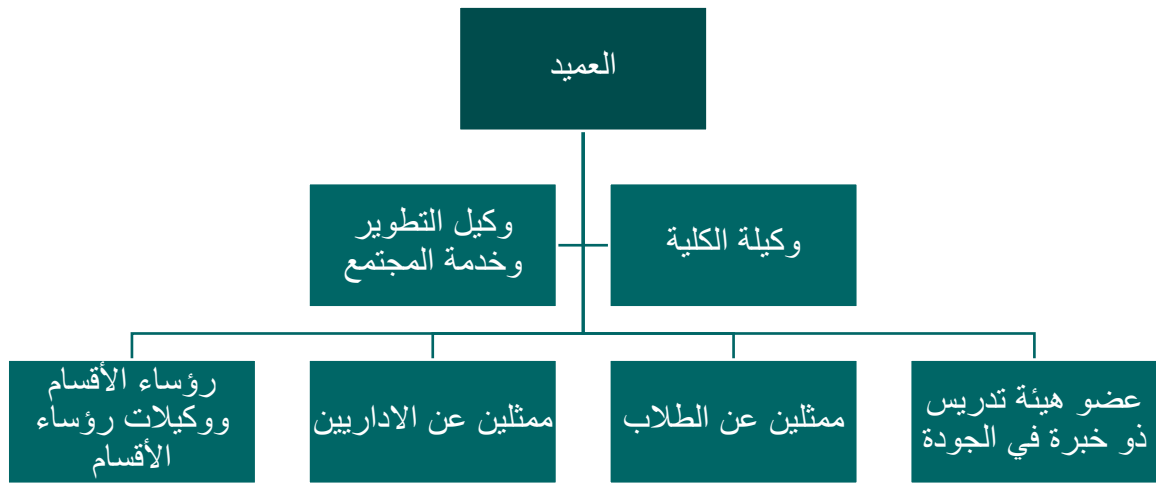 العميد
وكيلة الكلية
وكيل التطوير
وخدمة المجتمع
عضو هيئة تدريس
ذو خبرة في الجودة
ممثلين عن الطلاب
ممثلين عن الاداريين
رؤساء الأقسام
ووكيلات رؤساء
الأقسام